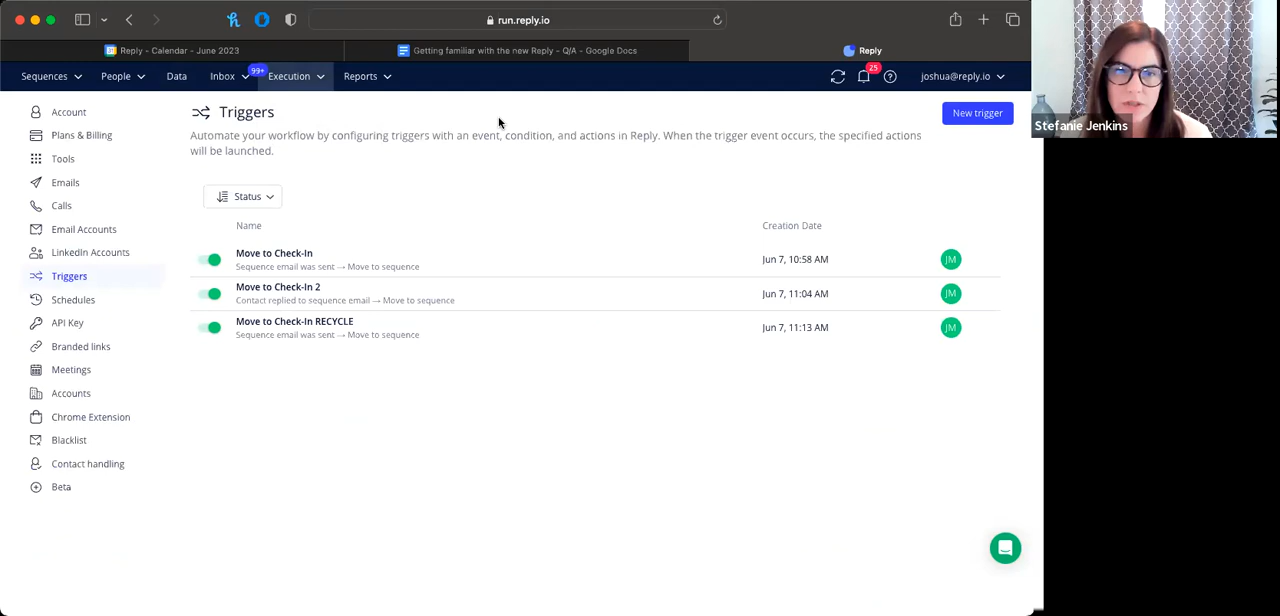 run.reply.io
Reply - Calendar - June 2023
Getting familiar with the new Reply - Q/A - Google Docs
Reply
Sequences
People
Data
Inbox
99+
Execution
Reports
25
joshua@reply.io
Account
Plans & Billing
Tools
Emails
Calls
Email Accounts
LinkedIn Accounts
Triggers
Schedules
API Key
Branded links
Meetings
Accounts
Chrome Extension
Blacklist
Contact handling
Beta
Triggers
New trigger
Automate your workflow by configuring triggers with an event, condition, and actions in Reply. When the trigger event occurs, the specified actions
will be launched.
Status
Name
Creation Date
Move to Check-In
Sequence email was sent → Move to sequence
Jun 7, 10:58 AM
JM
Move to Check-In 2
Contact replied to sequence email → Move to sequence
Jun 7, 11:04 AM
JM
Move to Check-In RECYCLE
Sequence email was sent → Move to sequence
Jun 7, 11:13 AM
JM
Stefanie Jenkins